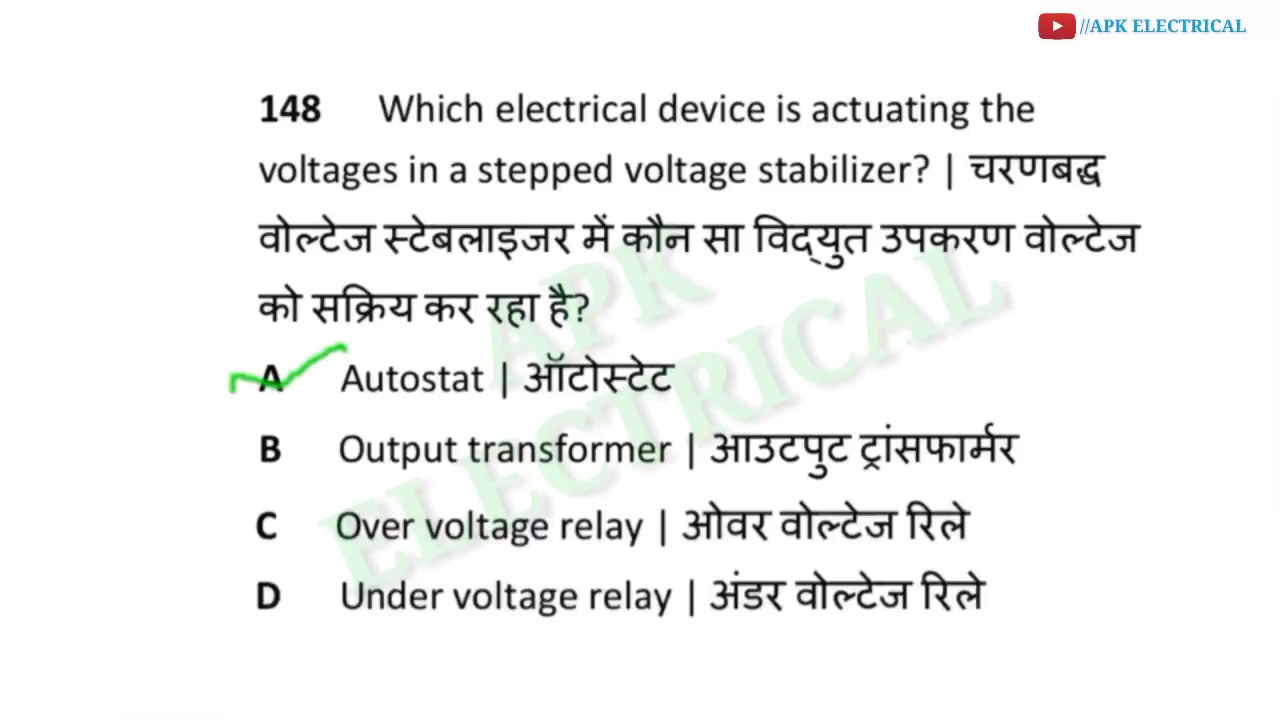 //APK ELECTRICAL
148 Which electrical device is actuating the
voltages in a stepped voltage stabilizer? | चरणबद्ध
वोल्टेज स्टेबलाइजर में कौन सा विद्युत उपकरण वोल्टेज
को सक्रिय कर रहा है?
A Autostat | ऑटोस्टेट
B Output transformer | आउटपुट ट्रांसफार्मर
C Over voltage relay | ओवर वोल्टेज रिले
D Under voltage relay | अंडर वोल्टेज रिले
APK
ELECTRICAL